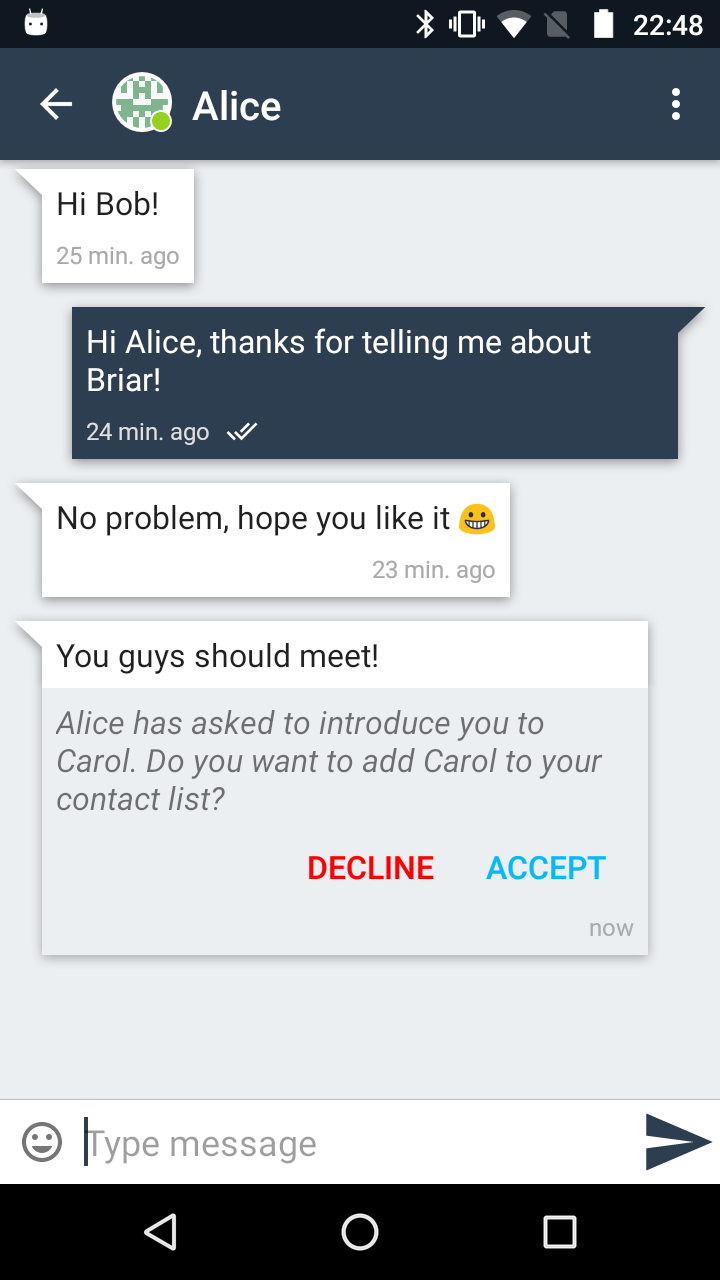 22:48
Alice
Hi Bob!
25 min. ago
Hi Alice, thanks for telling me about
Briar!
24 min. ago
No problem, hope you like it 😀
23 min. ago
You guys should meet!
Alice has asked to introduce you to
Carol. Do you want to add Carol to your
contact list?
DECLINE ACCEPT
now
Type message